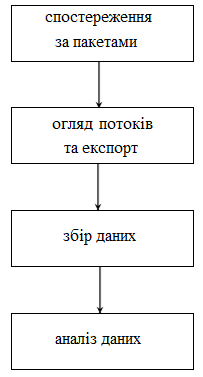 спостереження
за пакетами
огляд потоків
та експорт
збір даних
аналіз даних